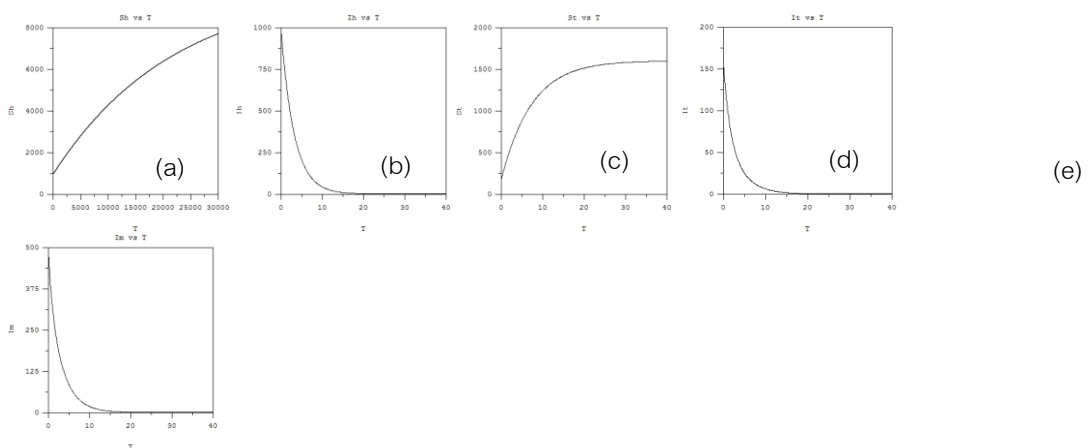 Sh vs T
8000
6000
4000
2000
0
Sh
0 5000 10000 15000 20000 25000 30000
T
(a)
Ih vs T
1000
750
500
250
0
Ih
0 10 20 30 40
T
(b)
St vs T
2000
1500
1000
500
0
St
0 10 20 30 40
T
(c)
It vs T
200
150
100
50
0
It
0 10 20 30 40
T
(d)
(e)
Im vs T
500
375
250
125
0
Im
0 10 20 30 40
T